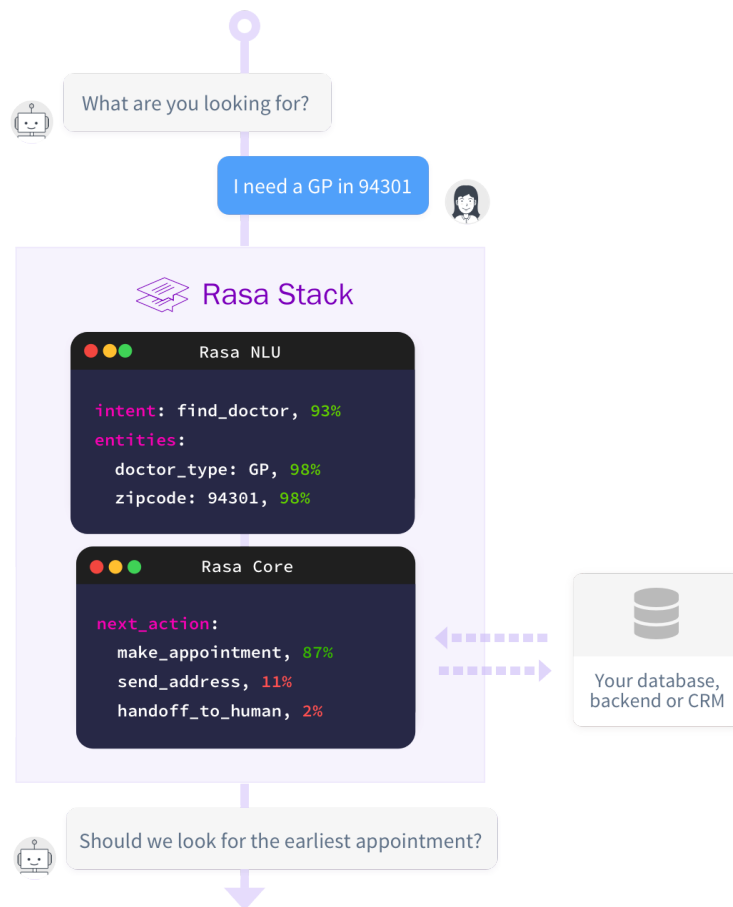 What are you looking for?
I need a GP in 94301
Rasa Stack
Rasa NLU
intent: find_doctor, 93%
entities:
doctor_type: GP, 98%
zipcode: 94301, 98%
Rasa Core
next_action:
make_appointment, 87%
send_address, 11%
handoff_to_human, 2%
Your database,
backend or CRM
Should we look for the earliest appointment?